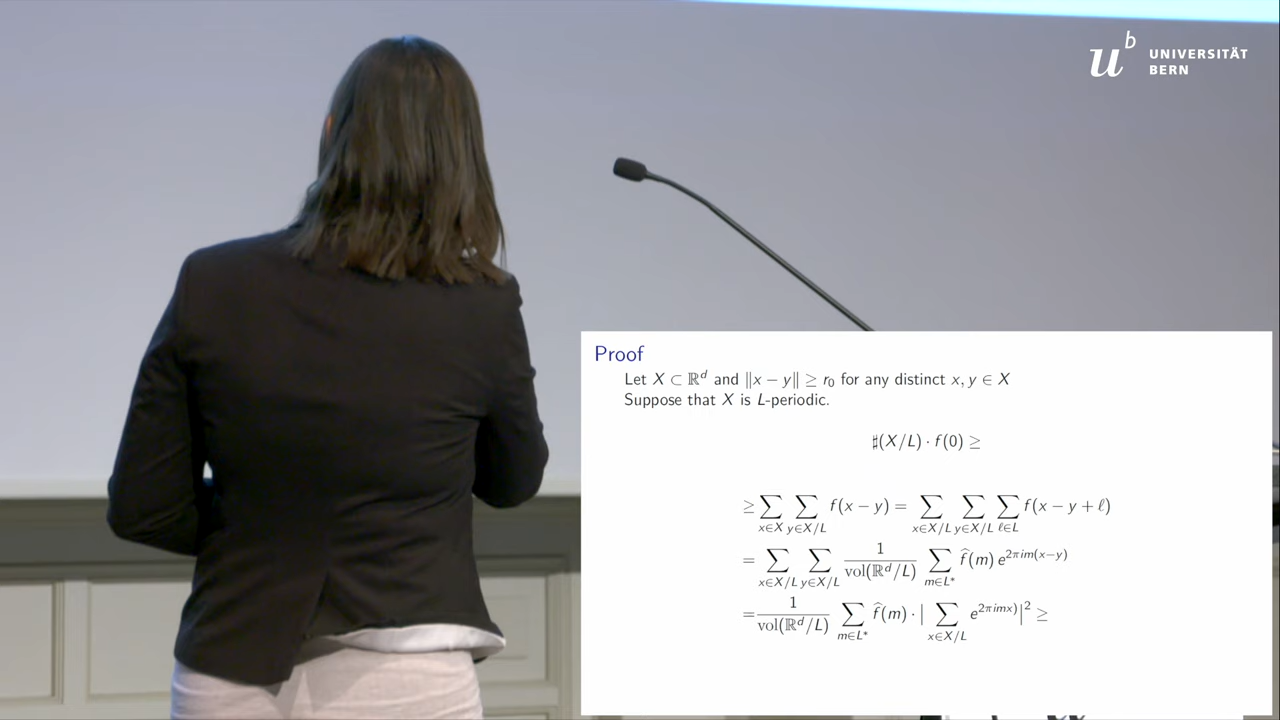 u^b UNIVERSITÄT
BERN
Proof
Let X ⊂ ℝ^d and ‖x − y‖ ≥ r₀ for any distinct x, y ∈ X
Suppose that X is L-periodic.
♯(X/L) · f(0) ≥
≥ ∑_{x∈X} ∑_{y∈X/L} f(x − y) = ∑_{x∈X/L} ∑_{y∈X/L} ∑_{ℓ∈L} f(x − y + ℓ)
= ∑_{x∈X/L} ∑_{y∈X/L} 1/vol(ℝ^d/L) ∑_{m∈L*} f̂(m) e^{2πim(x−y)}
= 1/vol(ℝ^d/L) ∑_{m∈L*} f̂(m) · |∑_{x∈X/L} e^{2πimx)}|² ≥